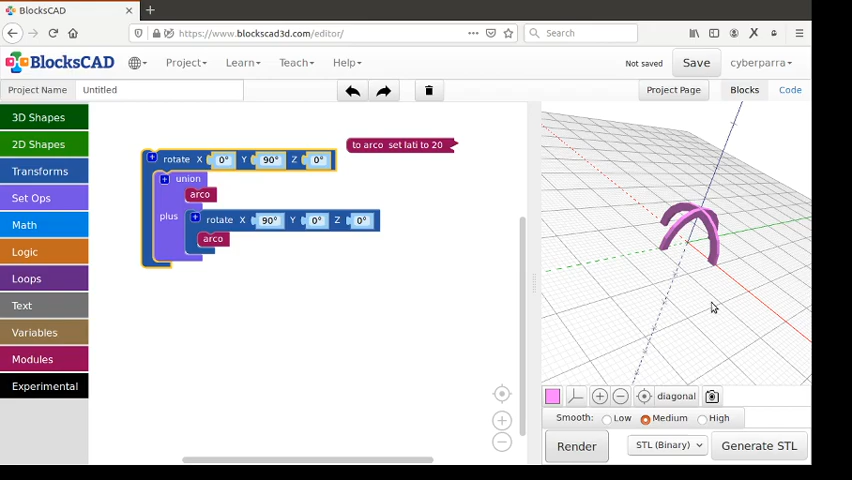 BlocksCAD
https://www.blockscad3d.com/editor/
Search
BlocksCAD
Project
Learn
Teach
Help
Not saved
Save
cyberparra
Project Name
Untitled
Project Page
Blocks
Code
3D Shapes
2D Shapes
Transforms
Set Ops
Math
Logic
Loops
Text
Variables
Modules
Experimental
to arco set lati to 20
rotate X 0° Y 90° Z 0°
union
arco
plus
rotate X 90° Y 0° Z 0°
arco
diagonal
Smooth: Low Medium High
Render
STL (Binary)
Generate STL